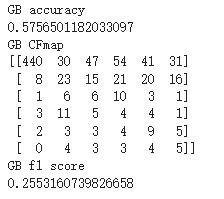 GB accuracy
0.5756501182033097
GB CFmap
[[440 30 47 54 41 31]
[ 8 23 15 21 20 16]
[ 1 6 6 10 3 1]
[ 3 11 5 4 4 1]
[ 2 3 3 4 9 5]
[ 0 4 3 3 4 5]]
GB f1 score
0.2553160739826658